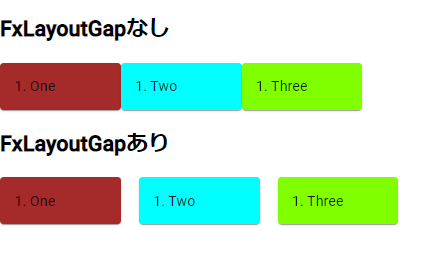 FxLayoutGapなし
1. One
1. Two
1. Three
FxLayoutGapあり
1. One
1. Two
1. Three